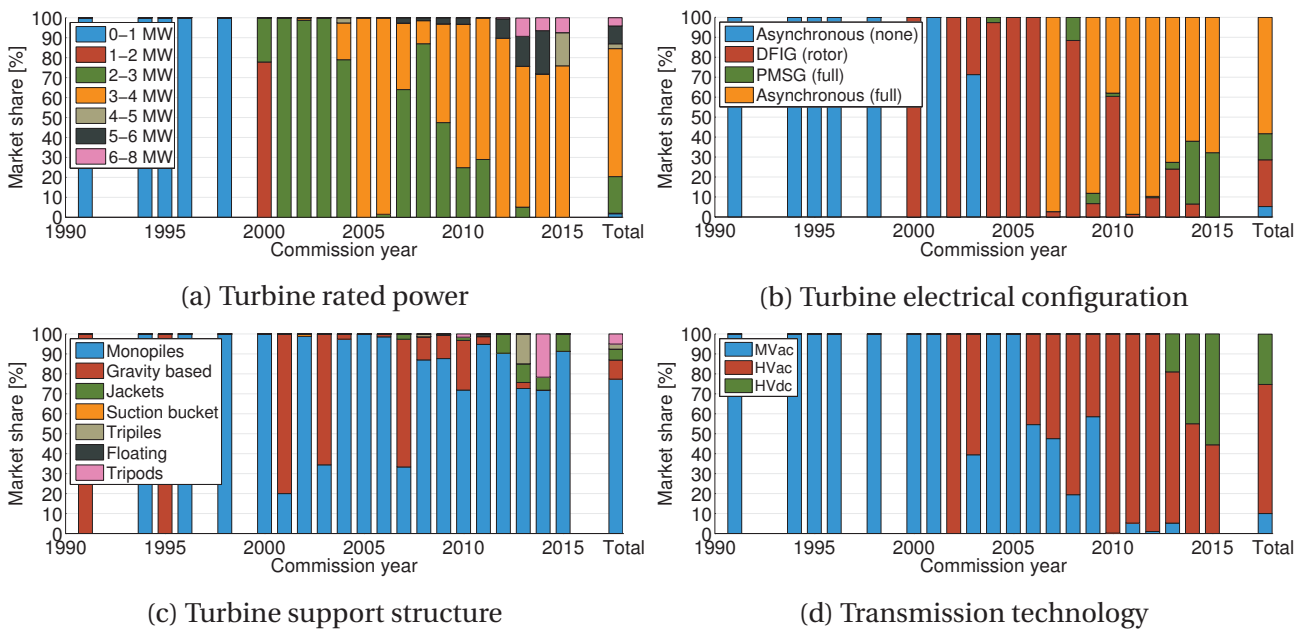 Market share [%]
100
90
80
70
60
50
40
30
20
10
0
0−1 MW
1−2 MW
2−3 MW
3−4 MW
4−5 MW
5−6 MW
6−8 MW
1990 1995 2000 2005 2010 2015 Total
Commission year
(a) Turbine rated power
Market share [%]
100
90
80
70
60
50
40
30
20
10
0
Asynchronous (none)
DFIG (rotor)
PMSG (full)
Asynchronous (full)
1990 1995 2000 2005 2010 2015 Total
Commission year
(b) Turbine electrical configuration
Market share [%]
100
90
80
70
60
50
40
30
20
10
0
Monopiles
Gravity based
Jackets
Suction bucket
Tripiles
Floating
Tripods
1990 1995 2000 2005 2010 2015 Total
Commission year
(c) Turbine support structure
Market share [%]
100
90
80
70
60
50
40
30
20
10
0
MVac
HVac
HVdc
1990 1995 2000 2005 2010 2015 Total
Commission year
(d) Transmission technology